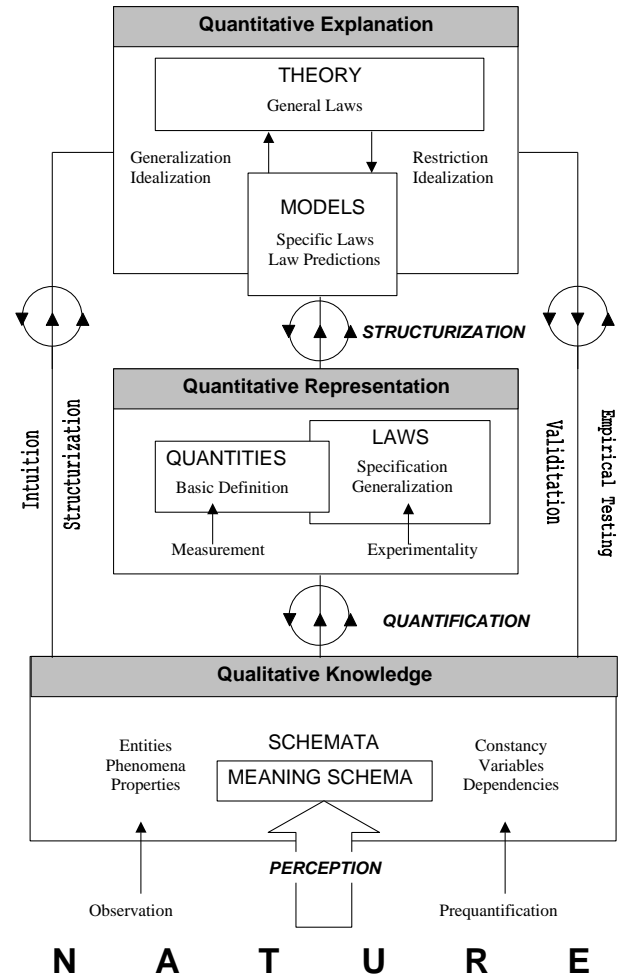 Quantitative Explanation
THEORY
General Laws
Generalization
Idealization
Restriction
Idealization
MODELS
Specific Laws
Law Predictions
STRUCTURIZATION
Intuition
Structurization
Validitation
Empirical Testing
Quantitative Representation
QUANTITIES
Basic Definition
LAWS
Specification
Generalization
Measurement
Experimentality
QUANTIFICATION
Qualitative Knowledge
Entities
Phenomena
Properties
SCHEMATA
MEANING SCHEMA
Constancy
Variables
Dependencies
PERCEPTION
Observation
Prequantification
N A T U R E